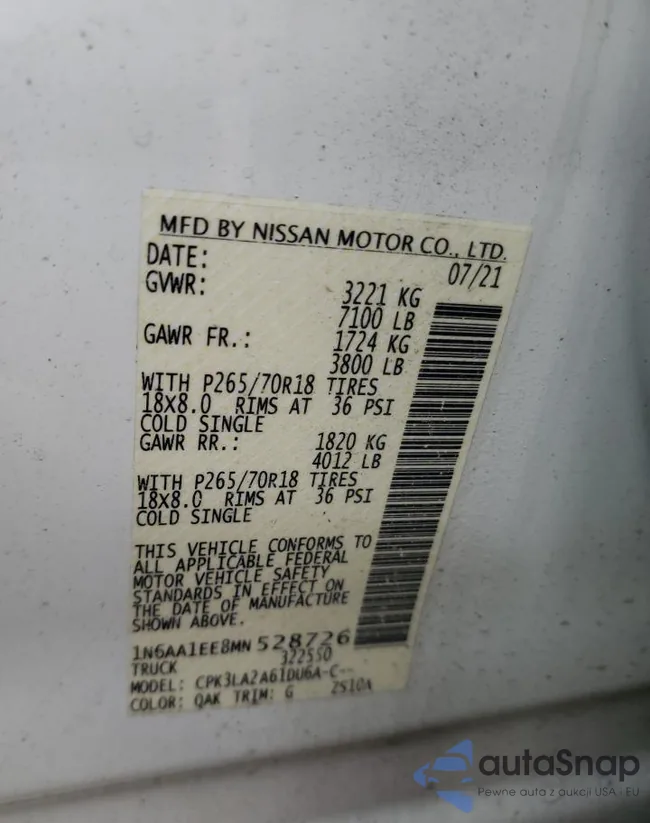 MFD BY NISSAN MOTOR CO., LTD.
DATE: 07/21
GVWR: 3221 KG
7100 LB
GAWR FR.: 1724 KG
3800 LB
WITH P265/70R18 TIRES
18X8.0 RIMS AT 36 PSI
COLD SINGLE
GAWR RR.: 1820 KG
4012 LB
WITH P265/70R18 TIRES
18X8.0 RIMS AT 36 PSI
COLD SINGLE
THIS VEHICLE CONFORMS TO
ALL APPLICABLE FEDERAL
MOTOR VEHICLE SAFETY
STANDARDS IN EFFECT ON
THE DATE OF MANUFACTURE
SHOWN ABOVE.
1N6AA1EE8MN 528726
TRUCK 322550
MODEL: CPK3LA2A61DU6A-C--
COLOR: QAK TRIM: G 2S10A
autoSnap
Pewne auta z aukcji USA i EU